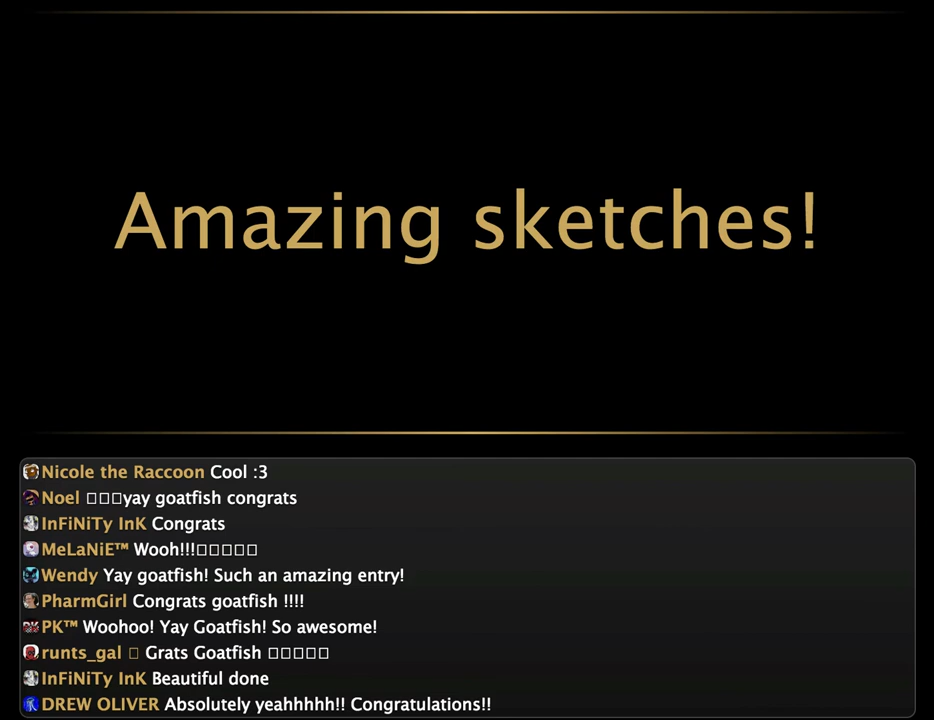 Amazing sketches!
Nicole the Raccoon Cool :3
Noel □□□yay goatfish congrats
InFiNiTy InK Congrats
MeLaNiE™ Wooh!!!□□□□□
Wendy Yay goatfish! Such an amazing entry!
PharmGirl Congrats goatfish !!!!
PK™ Woohoo! Yay Goatfish! So awesome!
runts_gal □ Grats Goatfish □□□□□
InFiNiTy InK Beautiful done
DREW OLIVER Absolutely yeahhhhh!! Congratulations!!